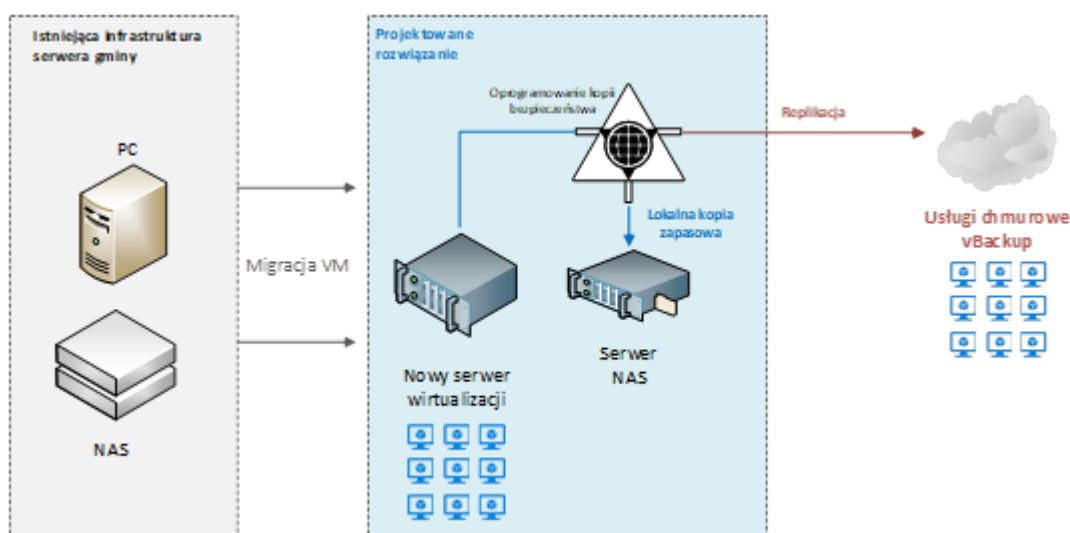 Istniejąca infrastruktura
serwera gminy
PC
NAS
Migracja VM
Projektowane
rozwiązanie
Oprogramowanie kopii
bezpieczeństwa
Lokalna kopia
zapasowa
Nowy serwer
wirtualizacji
Serwer
NAS
Replikacja
Usługi chmurowe
vBackup